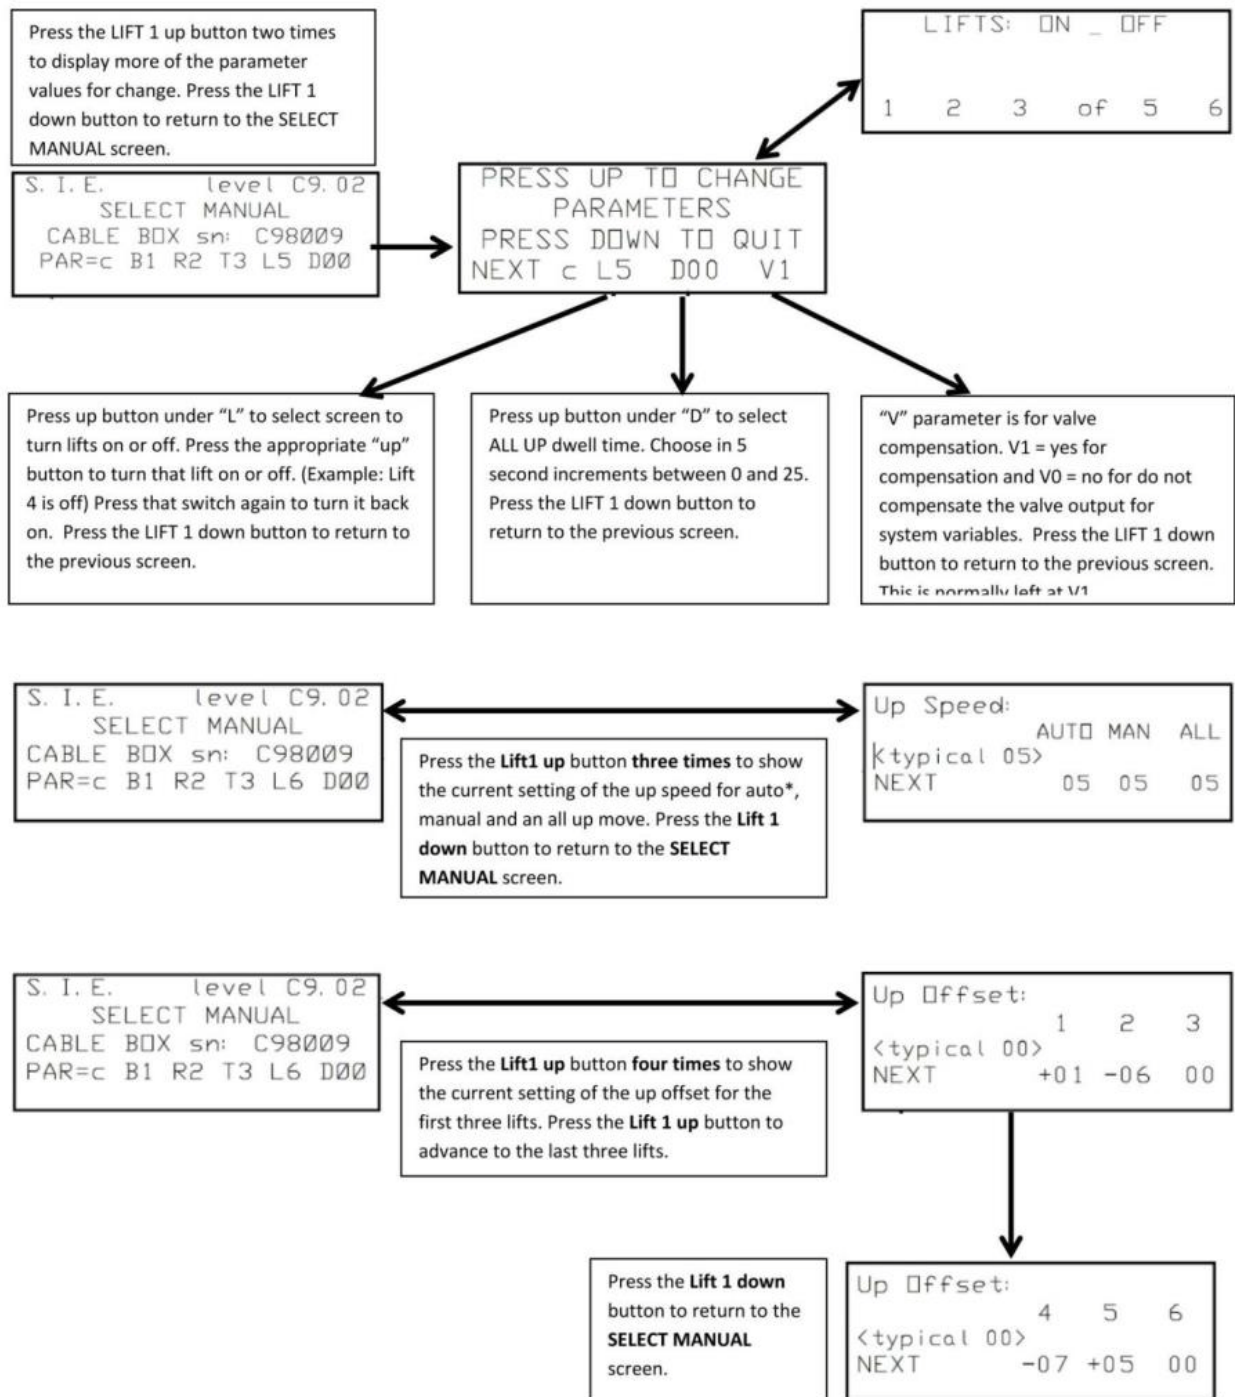 Press the LIFT 1 up button two times
to display more of the parameter
values for change. Press the LIFT 1
down button to return to the SELECT
MANUAL screen.
LIFTS: ON _ OFF
1 2 3 of 5 6
S. I. E. level C9.02
SELECT MANUAL
CABLE BOX sn: C98009
PAR=c B1 R2 T3 L5 D00
PRESS UP TO CHANGE
PARAMETERS
PRESS DOWN TO QUIT
NEXT c L5 D00 V1
Press up button under “L” to select screen to
turn lifts on or off. Press the appropriate “up”
button to turn that lift on or off. (Example: Lift
4 is off) Press that switch again to turn it back
on. Press the LIFT 1 down button to return to
the previous screen.
Press up button under “D” to select
ALL UP dwell time. Choose in 5
second increments between 0 and 25.
Press the LIFT 1 down button to
return to the previous screen.
“V” parameter is for valve
compensation. V1 = yes for
compensation and V0 = no for do not
compensate the valve output for
system variables. Press the LIFT 1 down
button to return to the previous screen.
This is normally left at V1
S. I. E. level C9.02
SELECT MANUAL
CABLE BOX sn: C98009
PAR=c B1 R2 T3 L6 D00
Press the Lift1 up button three times to show
the current setting of the up speed for auto*,
manual and an all up move. Press the Lift 1
down button to return to the SELECT
MANUAL screen.
Up Speed:
AUTO MAN ALL
<typical 05>
NEXT 05 05 05
S. I. E. level C9.02
SELECT MANUAL
CABLE BOX sn: C98009
PAR=c B1 R2 T3 L6 D00
Press the Lift1 up button four times to show
the current setting of the up offset for the
first three lifts. Press the Lift 1 up button to
advance to the last three lifts.
Up Offset:
1 2 3
<typical 00>
NEXT +01 -06 00
Press the Lift 1 down
button to return to the
SELECT MANUAL
screen.
Up Offset:
4 5 6
<typical 00>
NEXT -07 +05 00